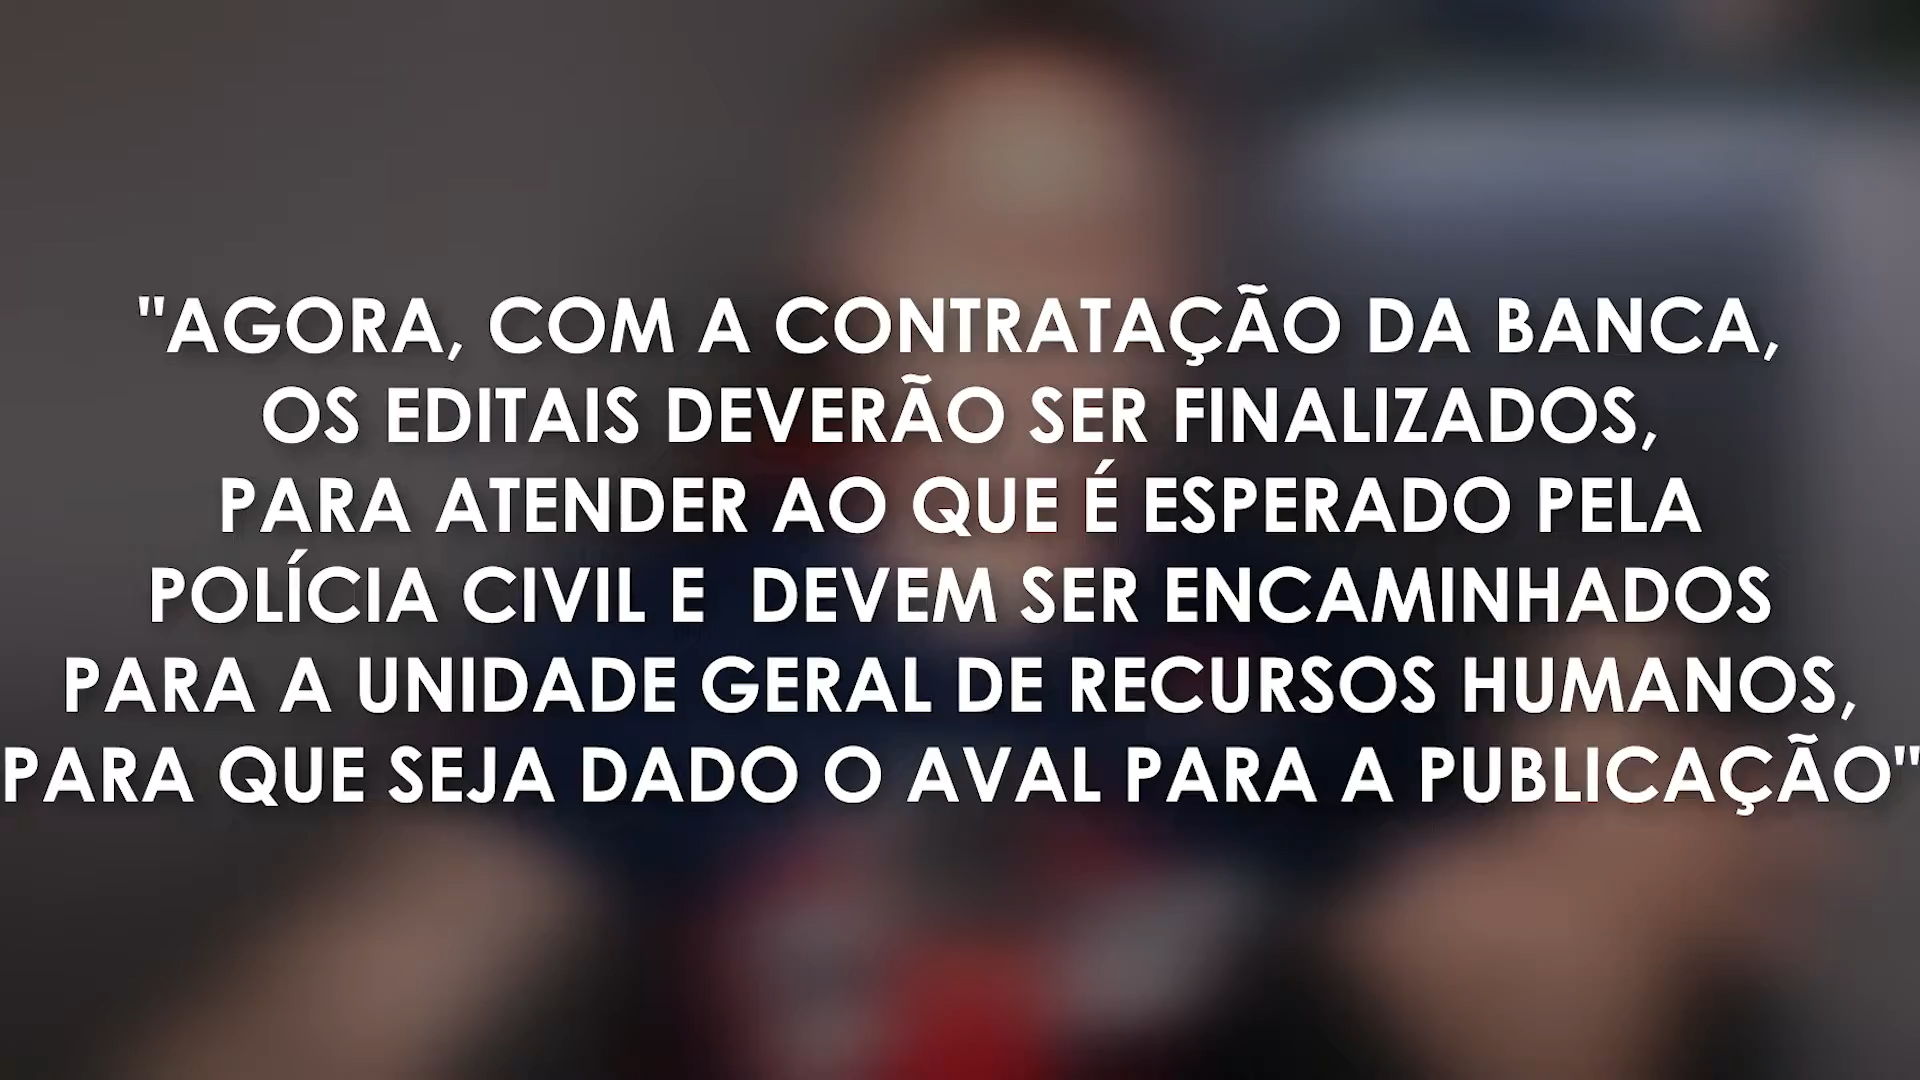 "AGORA, COM A CONTRATAÇÃO DA BANCA,
OS EDITAIS DEVERÃO SER FINALIZADOS,
PARA ATENDER AO QUE É ESPERADO PELA
POLÍCIA CIVIL E  DEVEM SER ENCAMINHADOS
PARA A UNIDADE GERAL DE RECURSOS HUMANOS,
PARA QUE SEJA DADO O AVAL PARA A PUBLICAÇÃO"